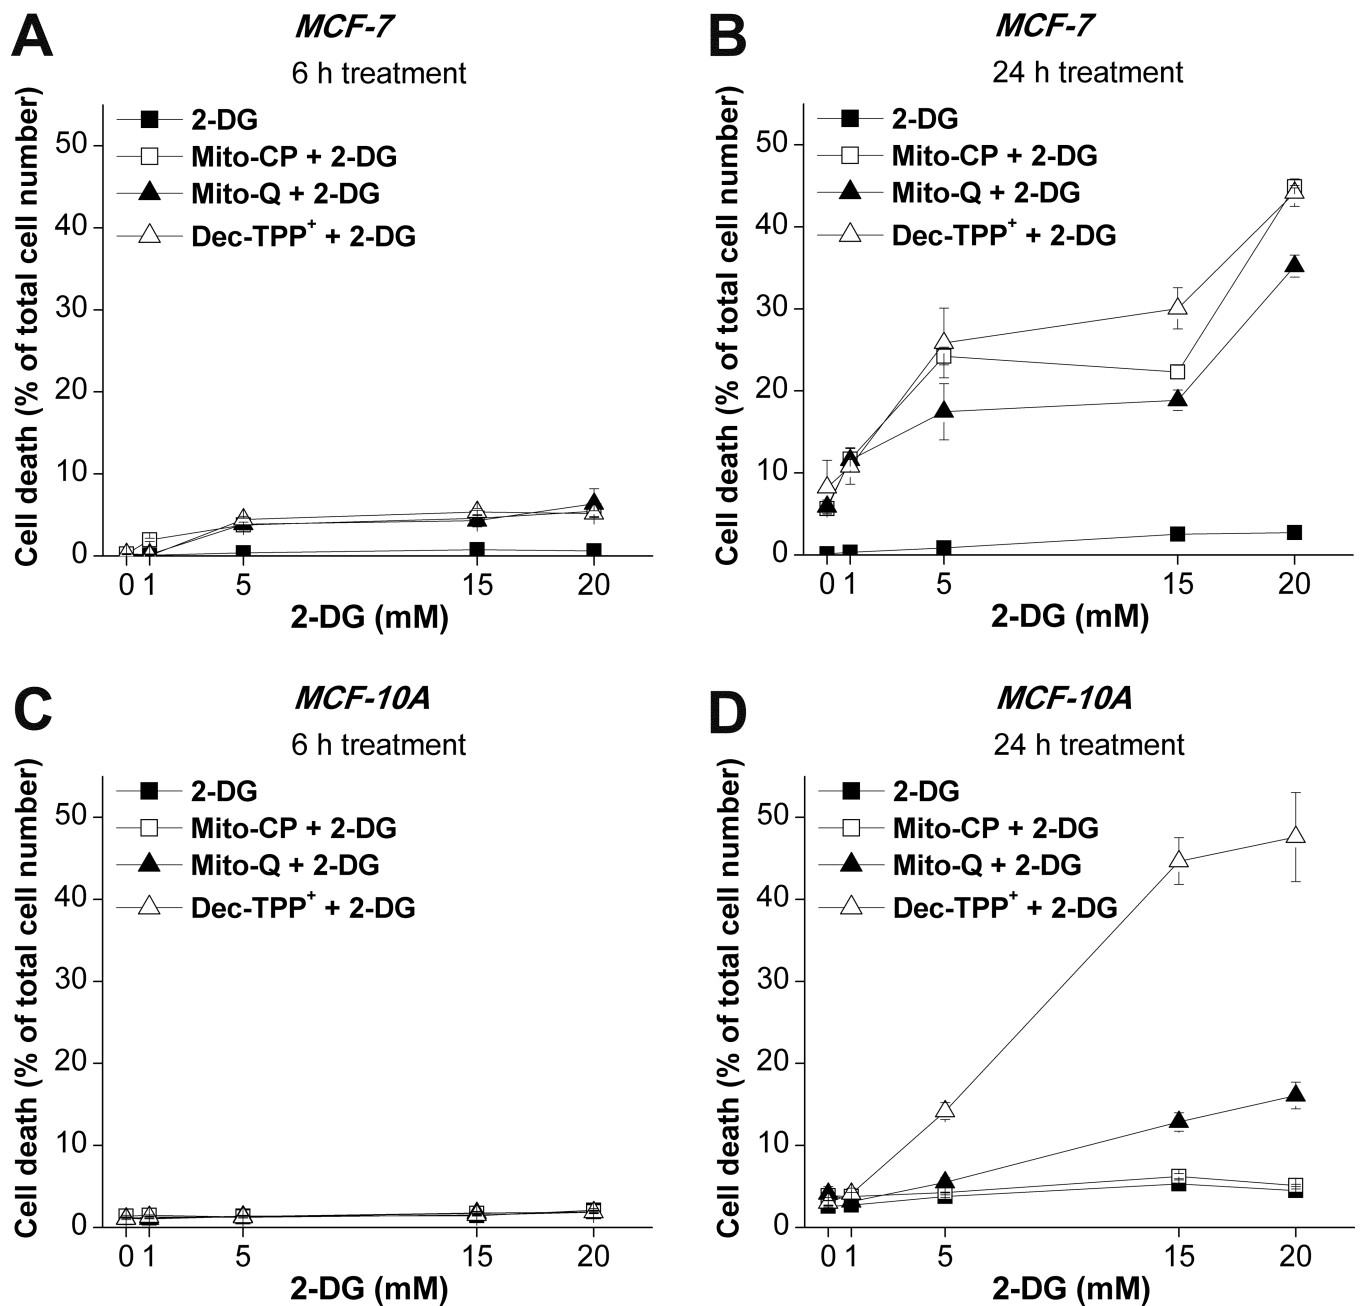 A
MCF-7
6 h treatment
Cell death (% of total cell number)
50
40
30
20
10
0
2-DG
Mito-CP + 2-DG
Mito-Q + 2-DG
Dec-TPP⁺ + 2-DG
0 1 5 15 20
2-DG (mM)
B
MCF-7
24 h treatment
Cell death (% of total cell number)
50
40
30
20
10
0
2-DG
Mito-CP + 2-DG
Mito-Q + 2-DG
Dec-TPP⁺ + 2-DG
0 1 5 15 20
2-DG (mM)
C
MCF-10A
6 h treatment
Cell death (% of total cell number)
50
40
30
20
10
0
2-DG
Mito-CP + 2-DG
Mito-Q + 2-DG
Dec-TPP⁺ + 2-DG
0 1 5 15 20
2-DG (mM)
D
MCF-10A
24 h treatment
Cell death (% of total cell number)
50
40
30
20
10
0
2-DG
Mito-CP + 2-DG
Mito-Q + 2-DG
Dec-TPP⁺ + 2-DG
0 1 5 15 20
2-DG (mM)